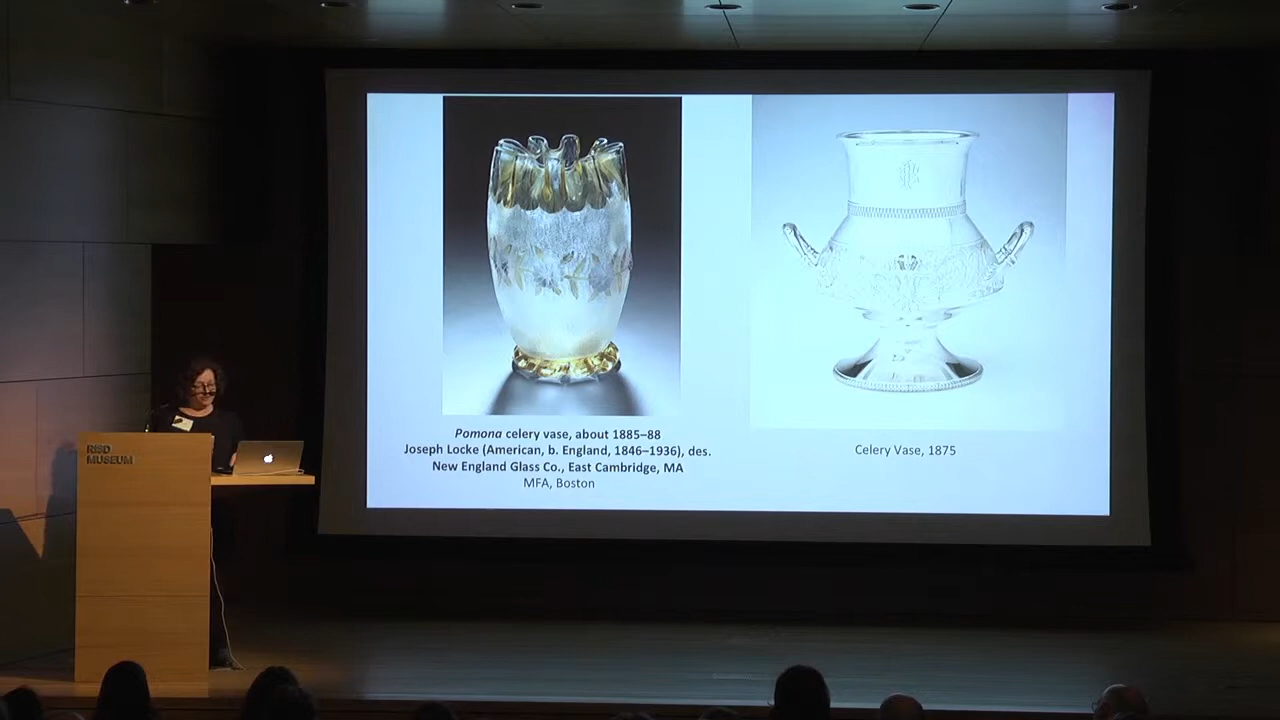 RISD
MUSEUM
Pomona celery vase, about 1885–88
Joseph Locke (American, b. England, 1846–1936), des.
New England Glass Co., East Cambridge, MA
MFA, Boston
Celery Vase, 1875